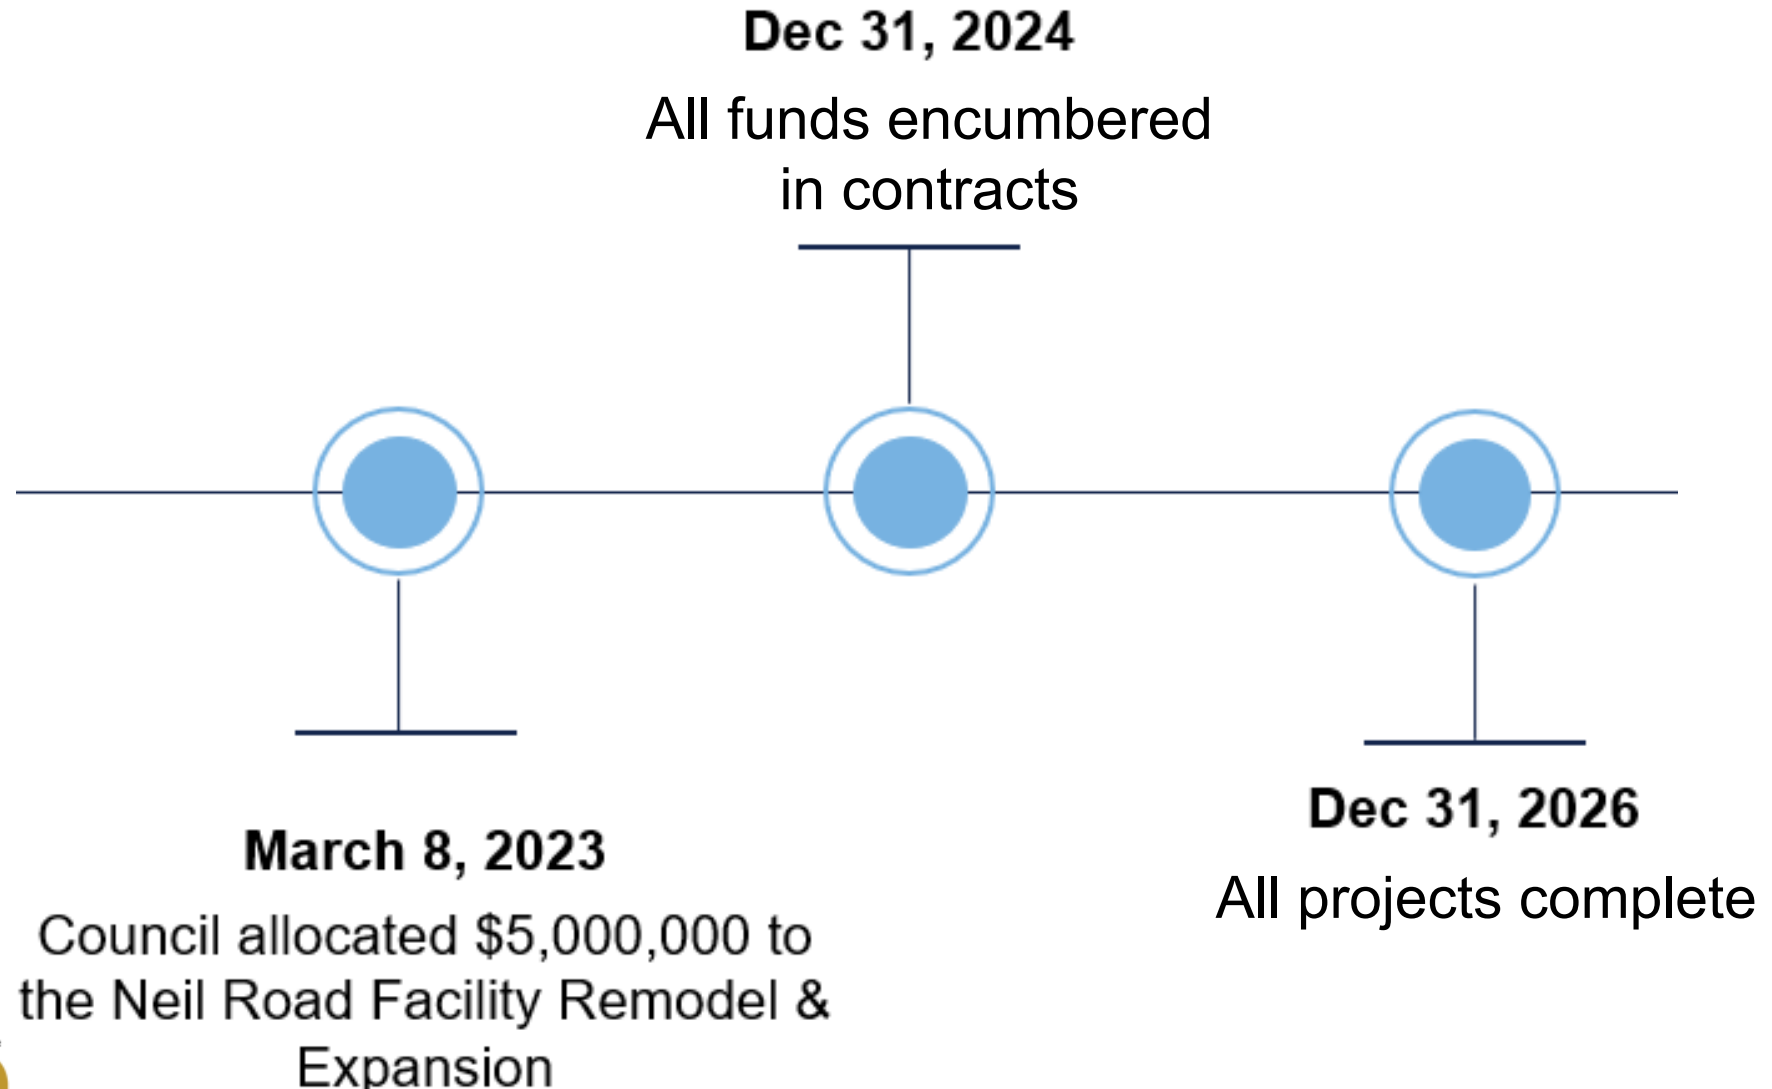 Dec 31, 2024
All funds encumbered
in contracts
March 8, 2023
Council allocated $5,000,000 to
the Neil Road Facility Remodel &
Expansion
Dec 31, 2026
All projects complete